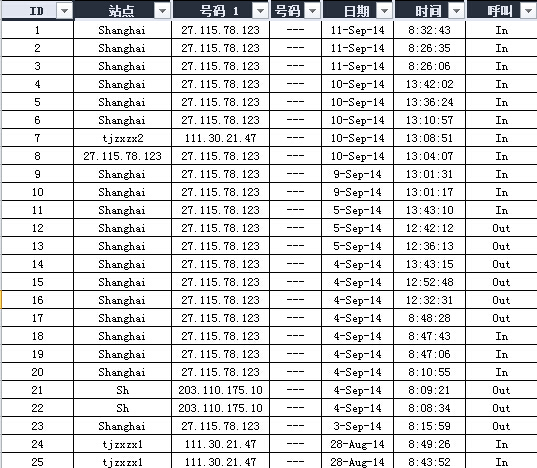 ID 站点 号码 1 号码 日期 时间 呼叫
1 Shanghai 27.115.78.123 --- 11-Sep-14 8:32:43 In
2 Shanghai 27.115.78.123 --- 11-Sep-14 8:26:35 In
3 Shanghai 27.115.78.123 --- 11-Sep-14 8:26:06 In
4 Shanghai 27.115.78.123 --- 10-Sep-14 13:42:02 In
5 Shanghai 27.115.78.123 --- 10-Sep-14 13:36:24 In
6 Shanghai 27.115.78.123 --- 10-Sep-14 13:10:57 In
7 tjzxzx2 111.30.21.47 --- 10-Sep-14 13:08:51 In
8 27.115.78.123 27.115.78.123 --- 10-Sep-14 13:04:07 In
9 Shanghai 27.115.78.123 --- 9-Sep-14 13:01:31 In
10 Shanghai 27.115.78.123 --- 9-Sep-14 13:01:17 In
11 Shanghai 27.115.78.123 --- 5-Sep-14 13:43:10 In
12 Shanghai 27.115.78.123 --- 5-Sep-14 12:42:12 Out
13 Shanghai 27.115.78.123 --- 5-Sep-14 12:36:13 Out
14 Shanghai 27.115.78.123 --- 4-Sep-14 13:43:15 Out
15 Shanghai 27.115.78.123 --- 4-Sep-14 12:52:48 Out
16 Shanghai 27.115.78.123 --- 4-Sep-14 12:32:31 Out
17 Shanghai 27.115.78.123 --- 4-Sep-14 8:48:28 Out
18 Shanghai 27.115.78.123 --- 4-Sep-14 8:47:43 In
19 Shanghai 27.115.78.123 --- 4-Sep-14 8:47:06 In
20 Shanghai 27.115.78.123 --- 4-Sep-14 8:10:55 In
21 Sh 203.110.175.10 --- 4-Sep-14 8:09:21 Out
22 Sh 203.110.175.10 --- 4-Sep-14 8:08:34 Out
23 Shanghai 27.115.78.123 --- 3-Sep-14 8:15:59 Out
24 tjzxzx1 111.30.21.47 --- 28-Aug-14 8:49:26 In
25 tjzxzx1 111.30.21.47 --- 28-Aug-14 8:43:52 In